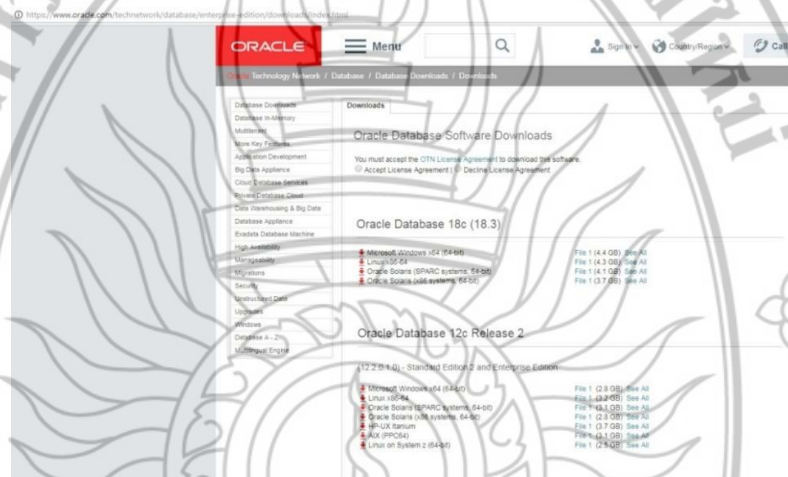 https://www.oracle.com/technetwork/database/enterprise-edition/downloads/index.html
ORACLE
Menu
Sign In
Country/Region
Call
Oracle Technology Network / Database / Database Downloads / Downloads
Database Downloads
Database In-Memory
Multitenant
More Key Features
Application Development
Big Data Appliance
Cloud Database Services
Private Database Cloud
Data Warehousing & Big Data
Database Appliance
Exadata Database Machine
High Availability
Manageability
Migrations
Security
Unstructured Data
Upgrades
Windows
Database A - Z
Multilingual Engine
Downloads
Oracle Database Software Downloads
You must accept the OTN License Agreement to download this software.
Accept License Agreement | Decline License Agreement
Oracle Database 18c (18.3)
Microsoft Windows x64 (64-bit) File 1 (4.4 GB) See All
Linux x86-64 File 1 (4.3 GB) See All
Oracle Solaris (SPARC systems, 64-bit) File 1 (4.1 GB) See All
Oracle Solaris (x86 systems, 64-bit) File 1 (3.7 GB) See All
Oracle Database 12c Release 2
(12.2.0.1.0) - Standard Edition 2 and Enterprise Edition
Microsoft Windows x64 (64-bit) File 1 (2.8 GB) See All
Linux x86-64 File 1 (3.2 GB) See All
Oracle Solaris (SPARC systems, 64-bit) File 1 (3.1 GB) See All
Oracle Solaris (x86 systems, 64-bit) File 1 (2.8 GB) See All
HP-UX Itanium File 1 (3.7 GB) See All
AIX (PPC64) File 1 (3.1 GB) See All
Linux on System z (64-bit) File 1 (2.5 GB) See All